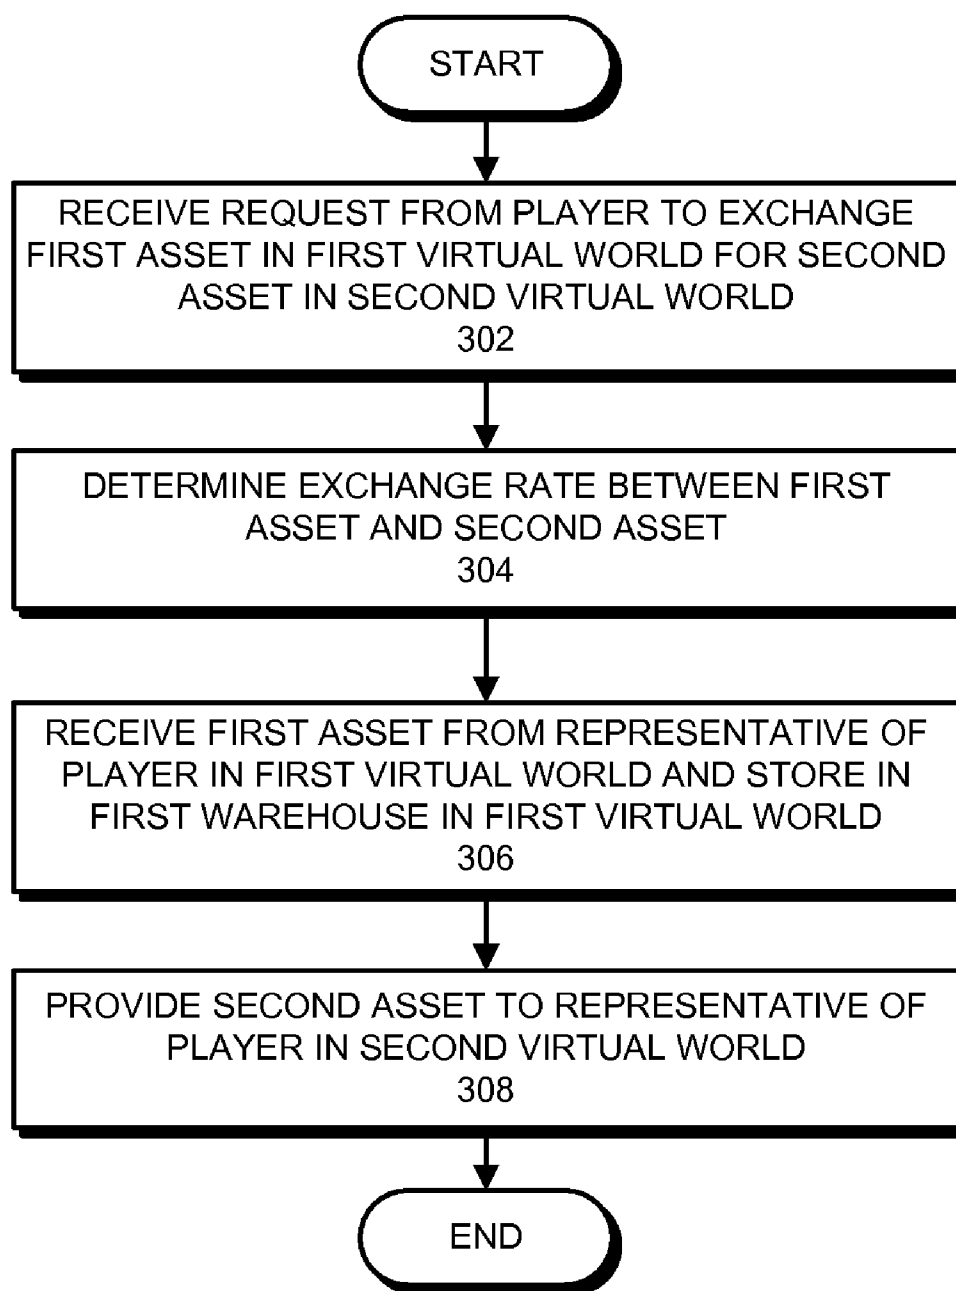 START
RECEIVE REQUEST FROM PLAYER TO EXCHANGE
FIRST ASSET IN FIRST VIRTUAL WORLD FOR SECOND
ASSET IN SECOND VIRTUAL WORLD
302
DETERMINE EXCHANGE RATE BETWEEN FIRST
ASSET AND SECOND ASSET
304
RECEIVE FIRST ASSET FROM REPRESENTATIVE OF
PLAYER IN FIRST VIRTUAL WORLD AND STORE IN
FIRST WAREHOUSE IN FIRST VIRTUAL WORLD
306
PROVIDE SECOND ASSET TO REPRESENTATIVE OF
PLAYER IN SECOND VIRTUAL WORLD
308
END